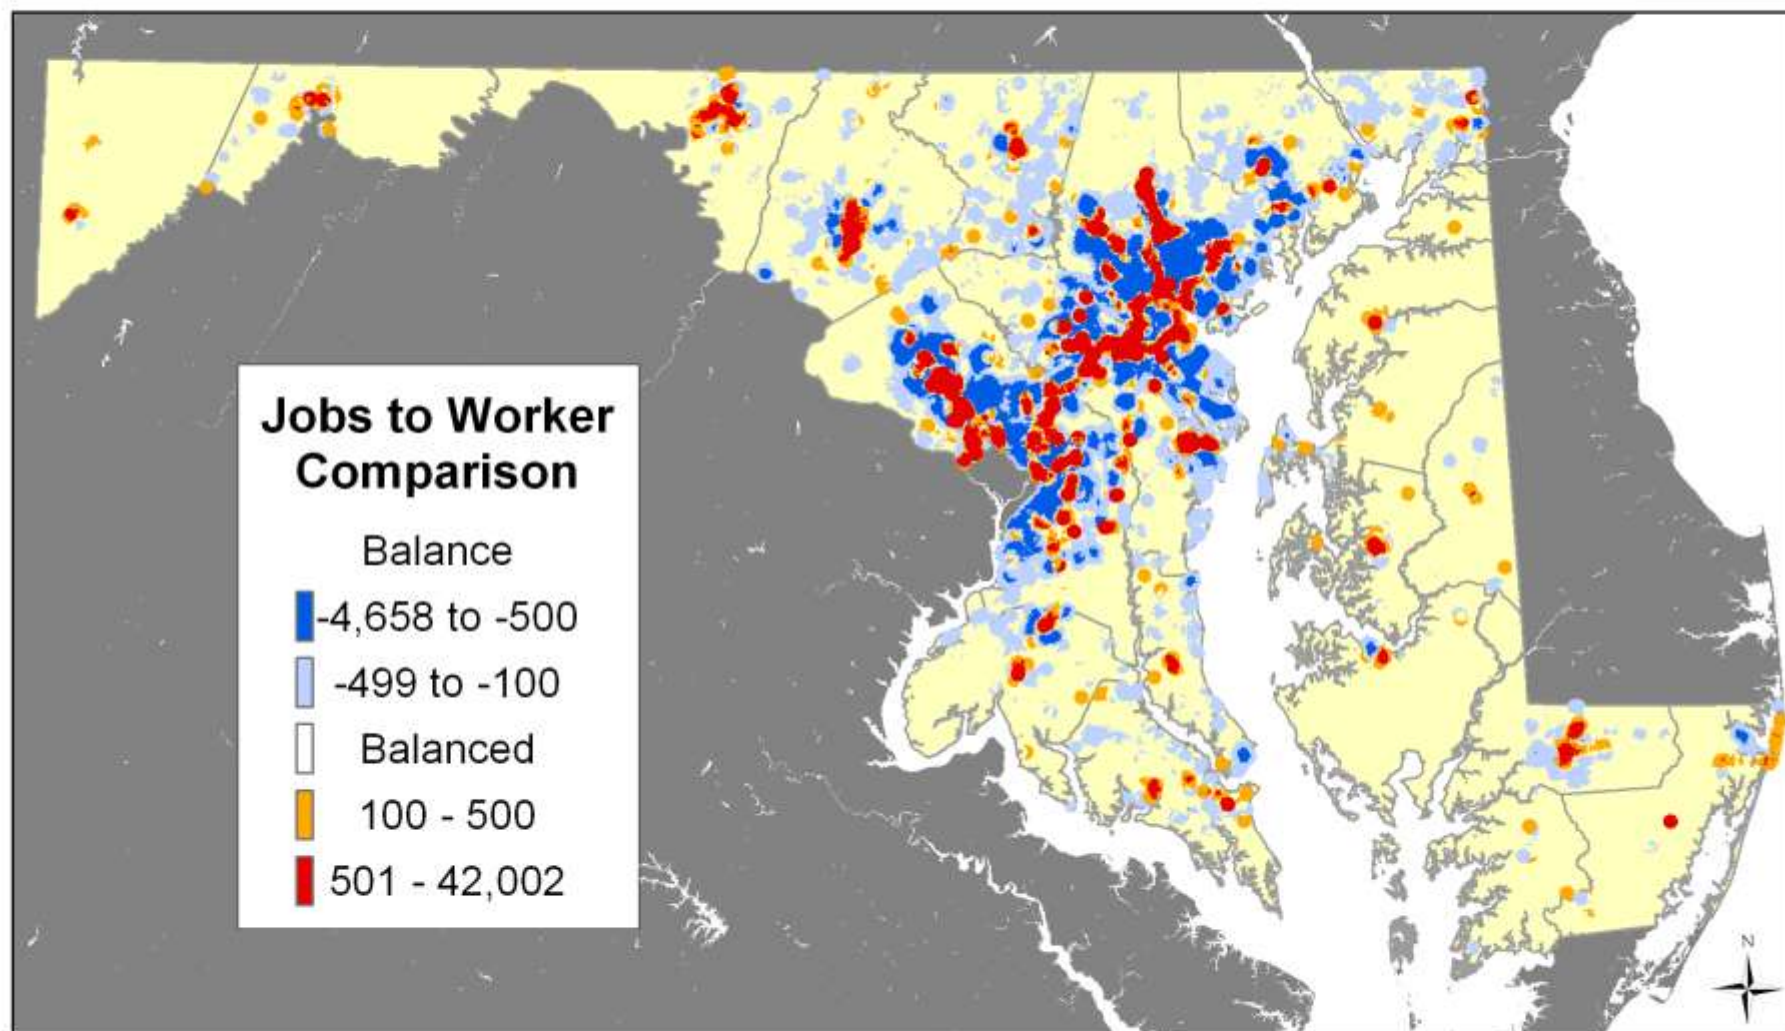 Jobs to Worker
Comparison
Balance
-4,658 to -500
-499 to -100
Balanced
100 - 500
501 - 42,002
N